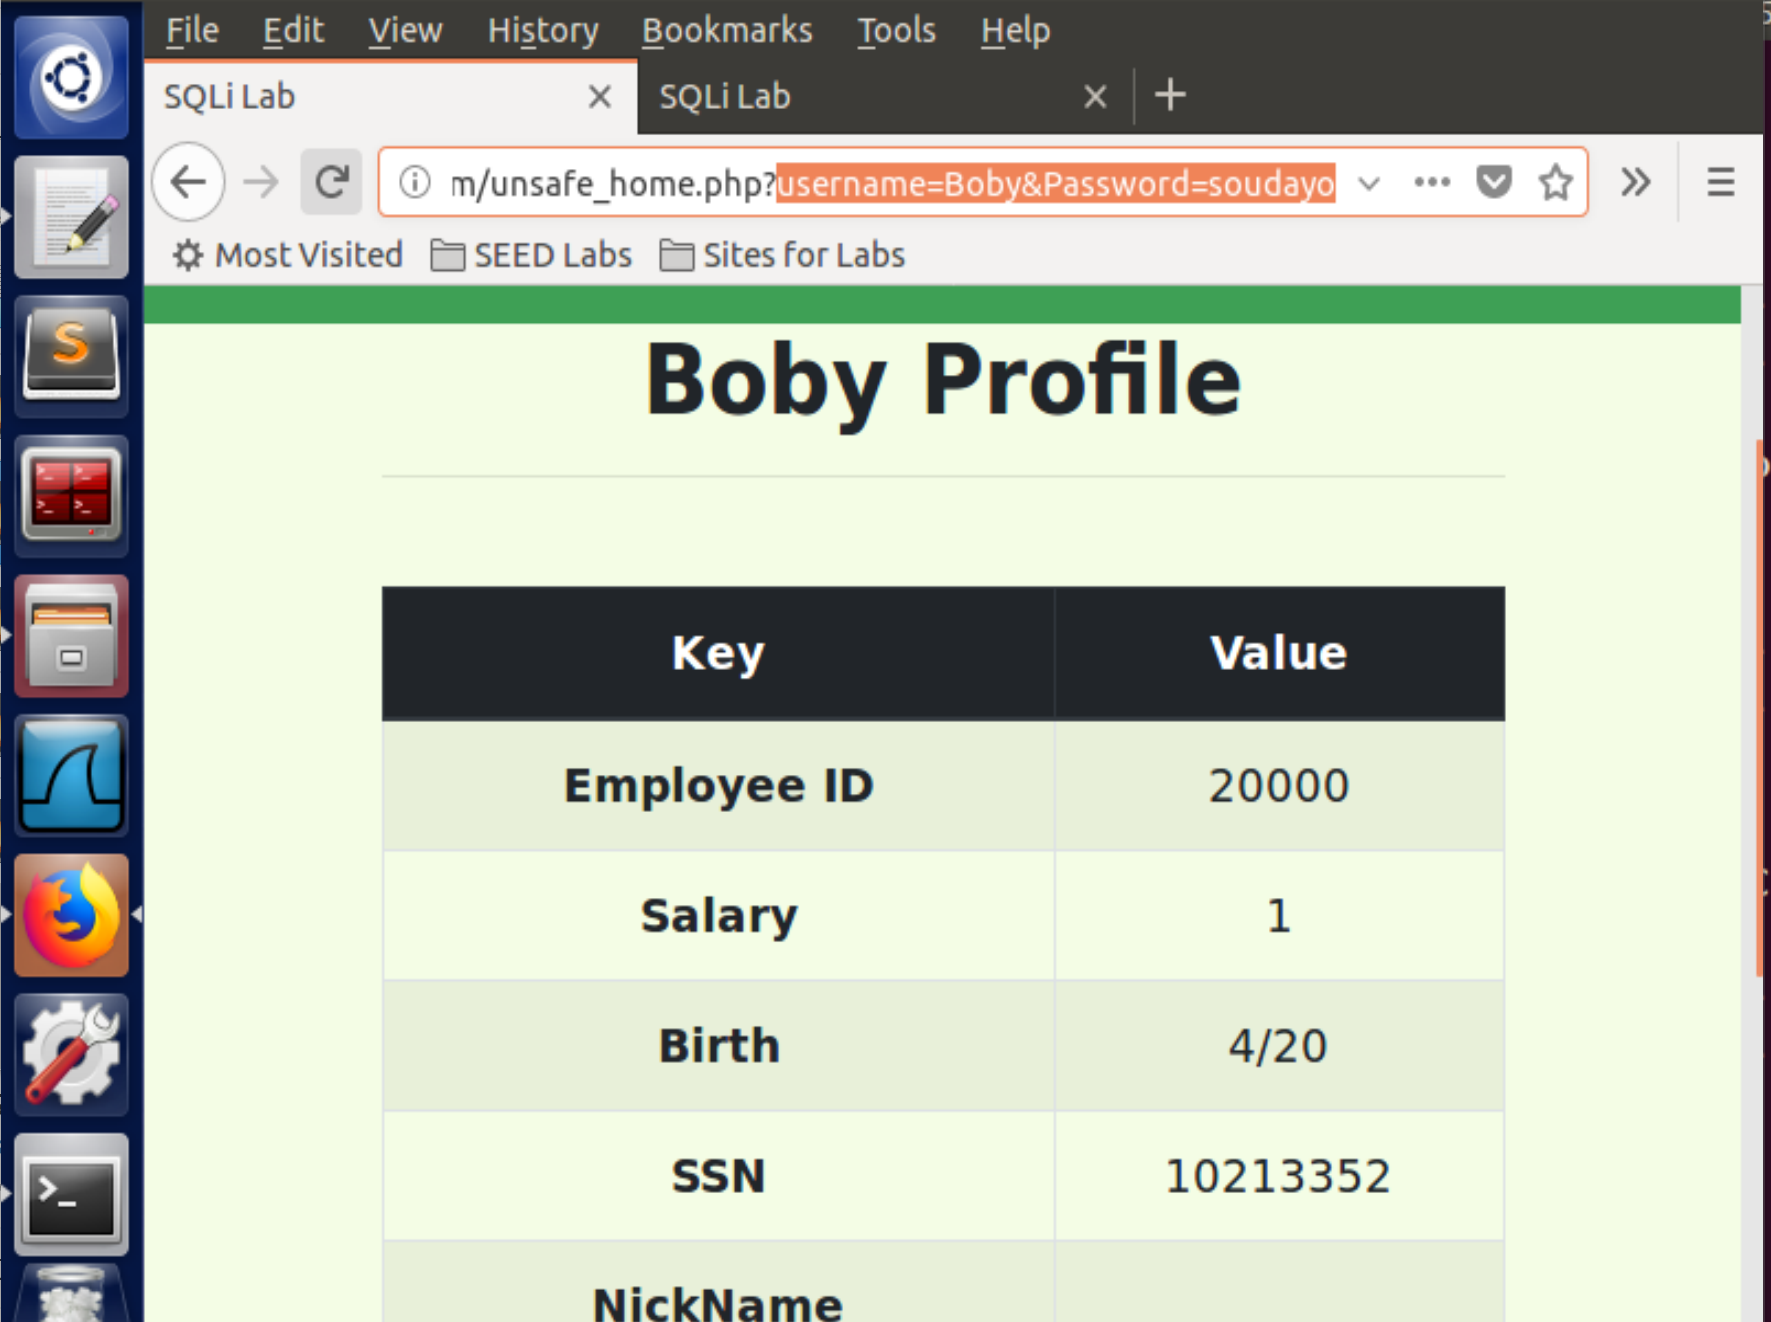 File Edit View History Bookmarks Tools Help
SQLi Lab SQLi Lab
m/unsafe_home.php?username=Boby&Password=soudayo
Most Visited SEED Labs Sites for Labs
Boby Profile
Key Value
Employee ID 20000
Salary 1
Birth 4/20
SSN 10213352
NickName